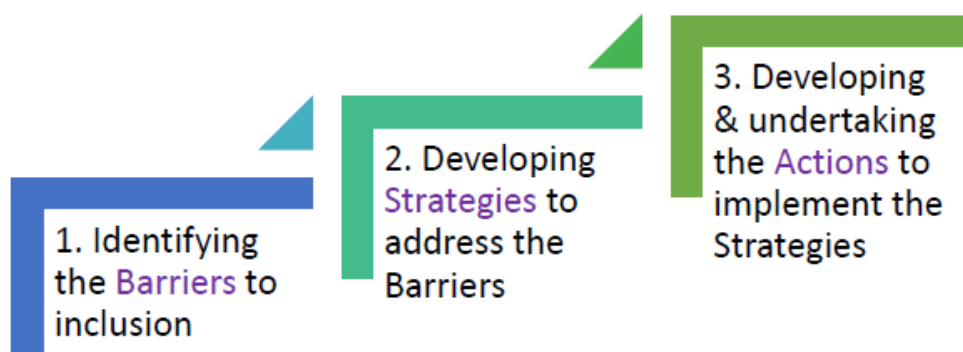 1. Identifying
the Barriers to
inclusion
2. Developing
Strategies to
address the
Barriers
3. Developing
& undertaking
the Actions to
implement the
Strategies